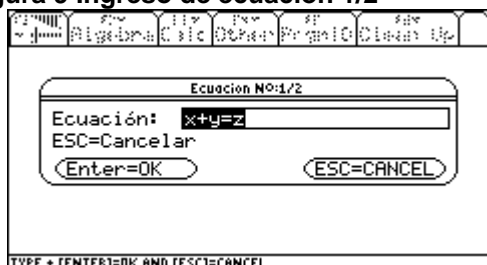 gura 6 Ingreso de ecuación 1/2
Algebra Calc Other PrgmIO Clean Up
Ecuacion Nº:1/2
Ecuación: x+y=z
ESC=Cancelar
Enter=OK ESC=CANCEL
TYPE + [ENTER]=OK AND [ESC]=CANCEL